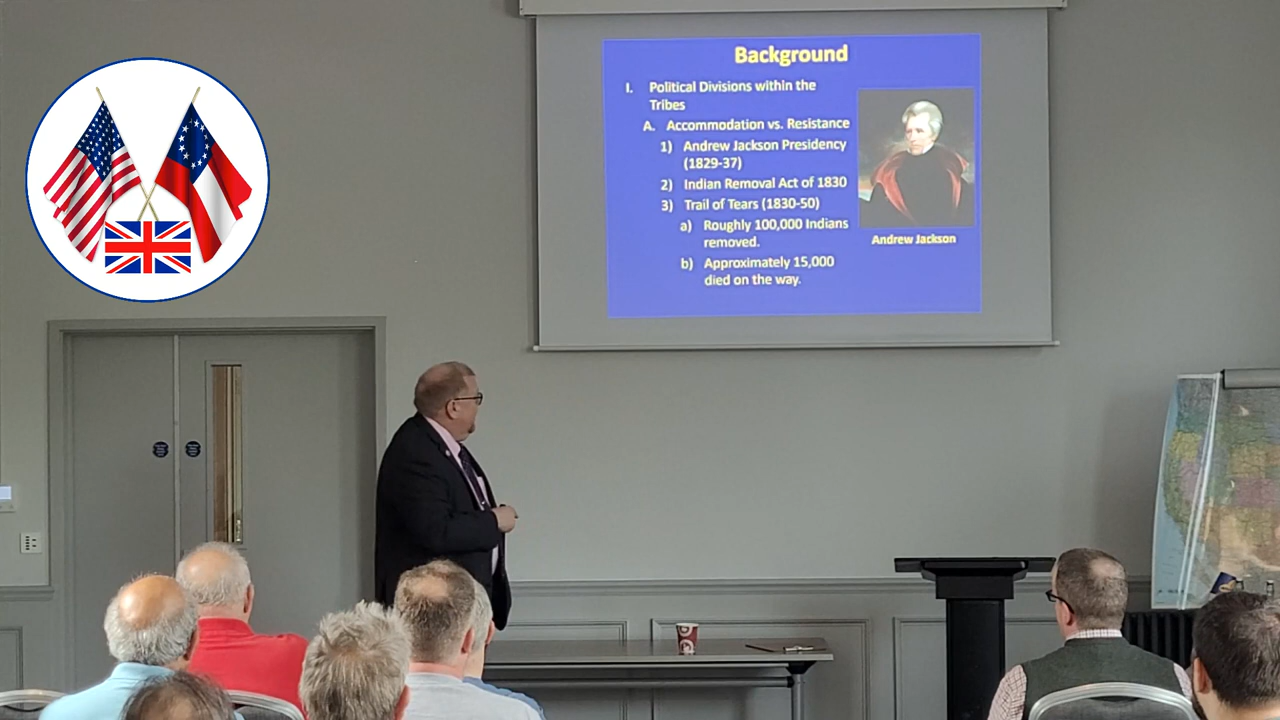 Background
I. Political Divisions within the
Tribes
A. Accommodation vs. Resistance
1) Andrew Jackson Presidency
(1829-37)
2) Indian Removal Act of 1830
3) Trail of Tears (1830-50)
a) Roughly 100,000 Indians
removed.
b) Approximately 15,000
died on the way.
Andrew Jackson